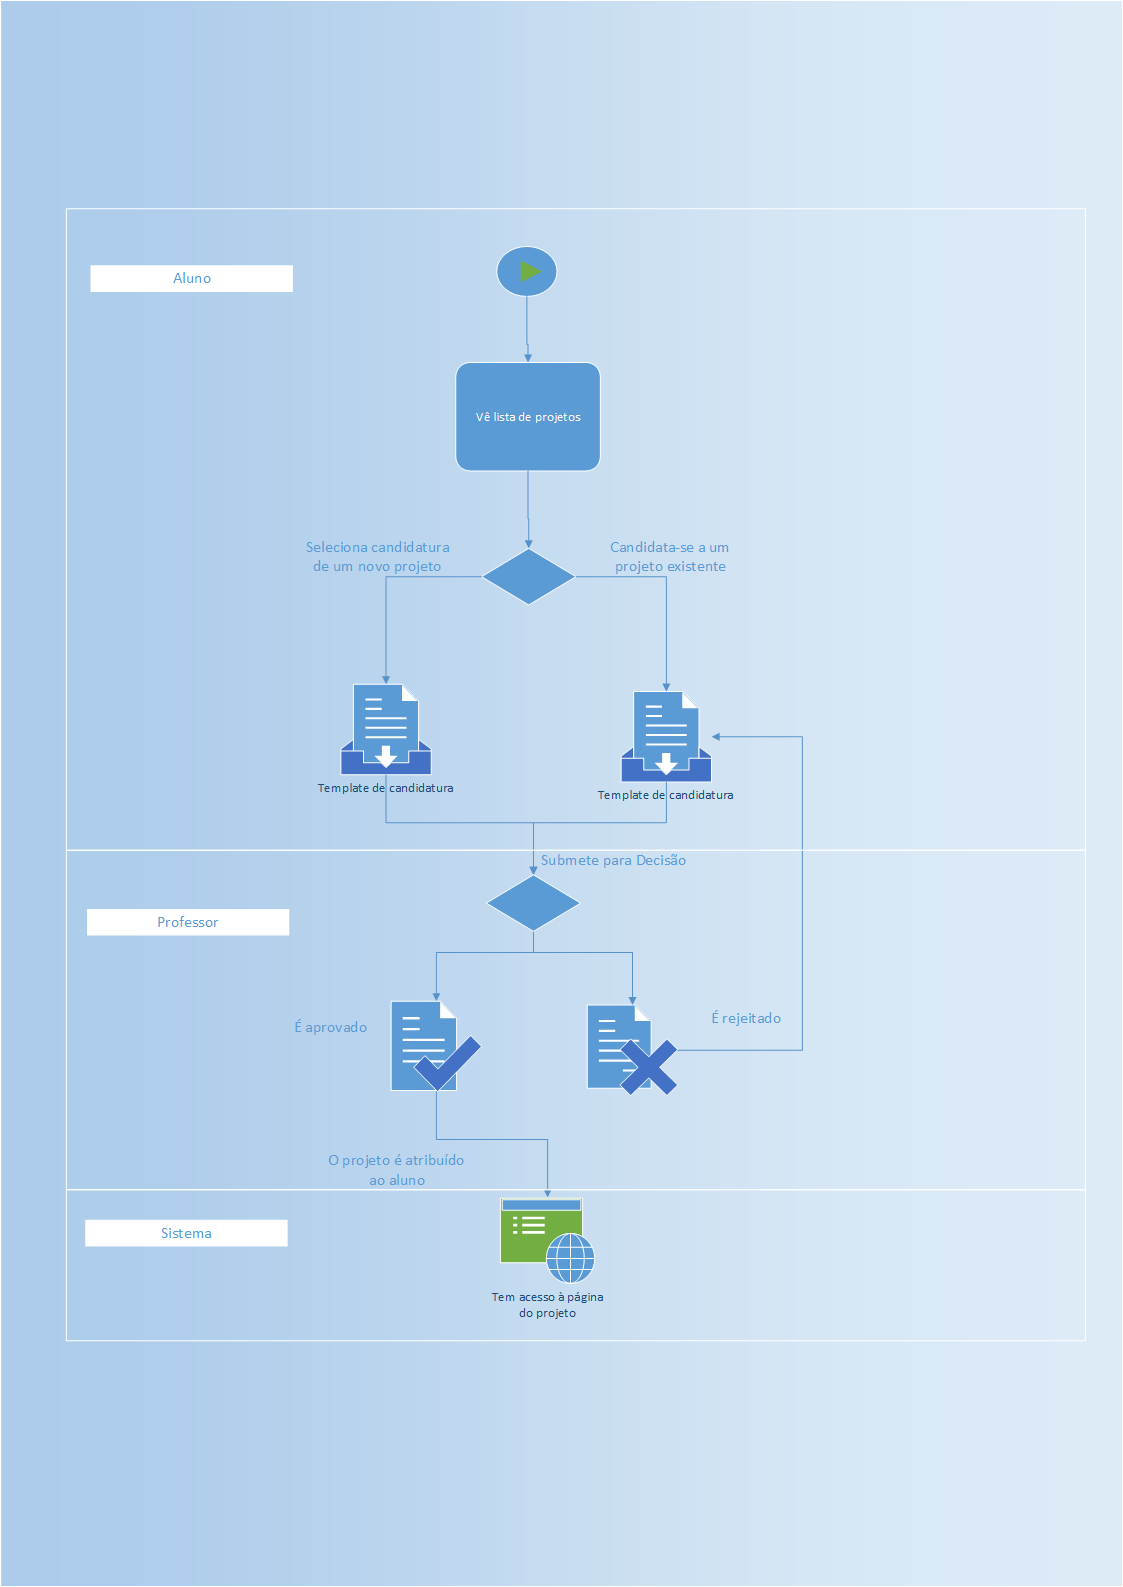 Aluno
Vê lista de projetos
Seleciona candidatura
de um novo projeto
Candidata-se a um
projeto existente
Template de candidatura
Template de candidatura
Submete para Decisão
Professor
É aprovado
É rejeitado
O projeto é atribuído
ao aluno
Sistema
Tem acesso à página
do projeto